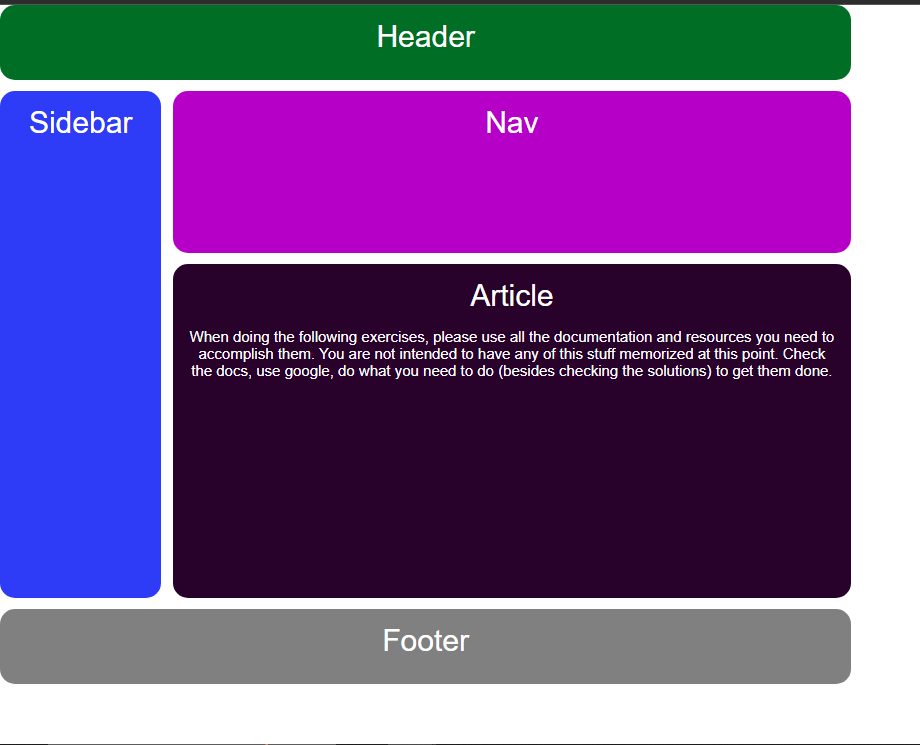 Header
Sidebar
Nav
Article
When doing the following exercises, please use all the documentation and resources you need to
accomplish them. You are not intended to have any of this stuff memorized at this point. Check
the docs, use google, do what you need to do (besides checking the solutions) to get them done.
Footer